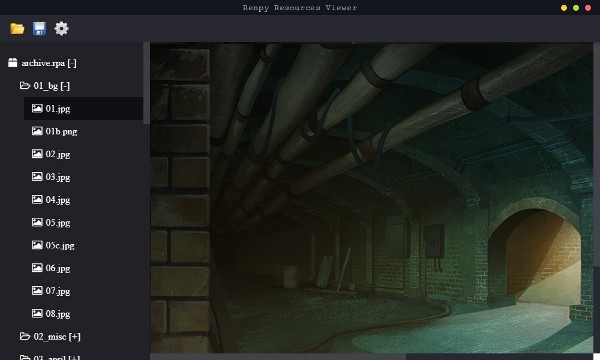 Renpy Resources Viewer
archive.rpa [-]
01_bg [-]
01.jpg
01b.png
02.jpg
03.jpg
04.jpg
05.jpg
05c.jpg
06.jpg
07.jpg
08.jpg
02_misc [+]
03_april [+]